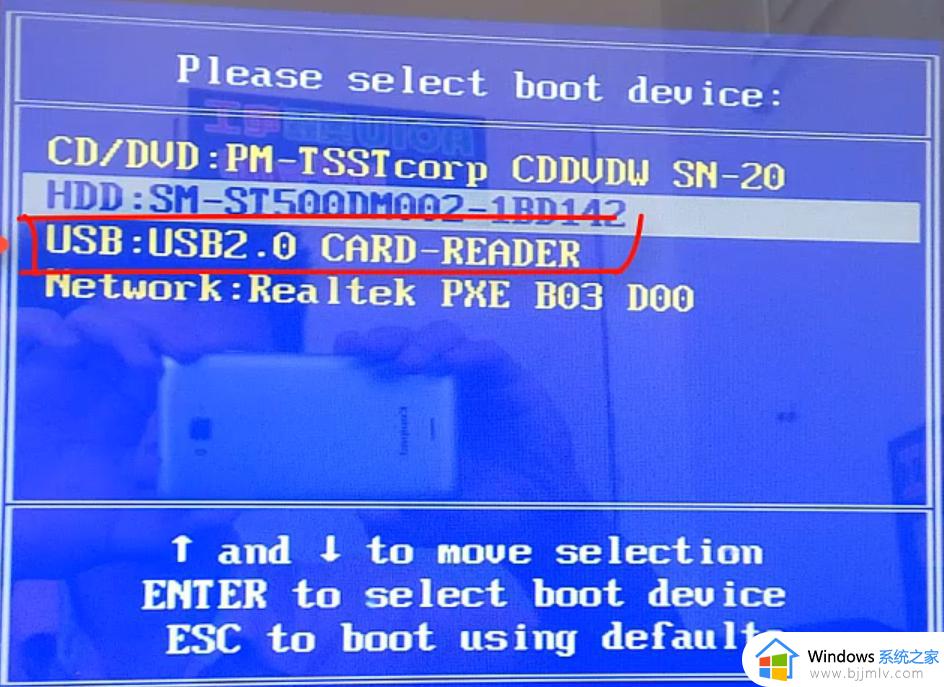 Please select boot device:
CD/DVD:PM-TSSTcorp CDDVDW SN-20
HDD:SM-ST500DM002-1BD142
USB:USB2.0 CARD-READER
Network:Realtek PXE B03 D00
↑ and ↓ to move selection
ENTER to select boot device
ESC to boot using defaults
Windows 系统之家
www.bjjmlv.com
coolpad